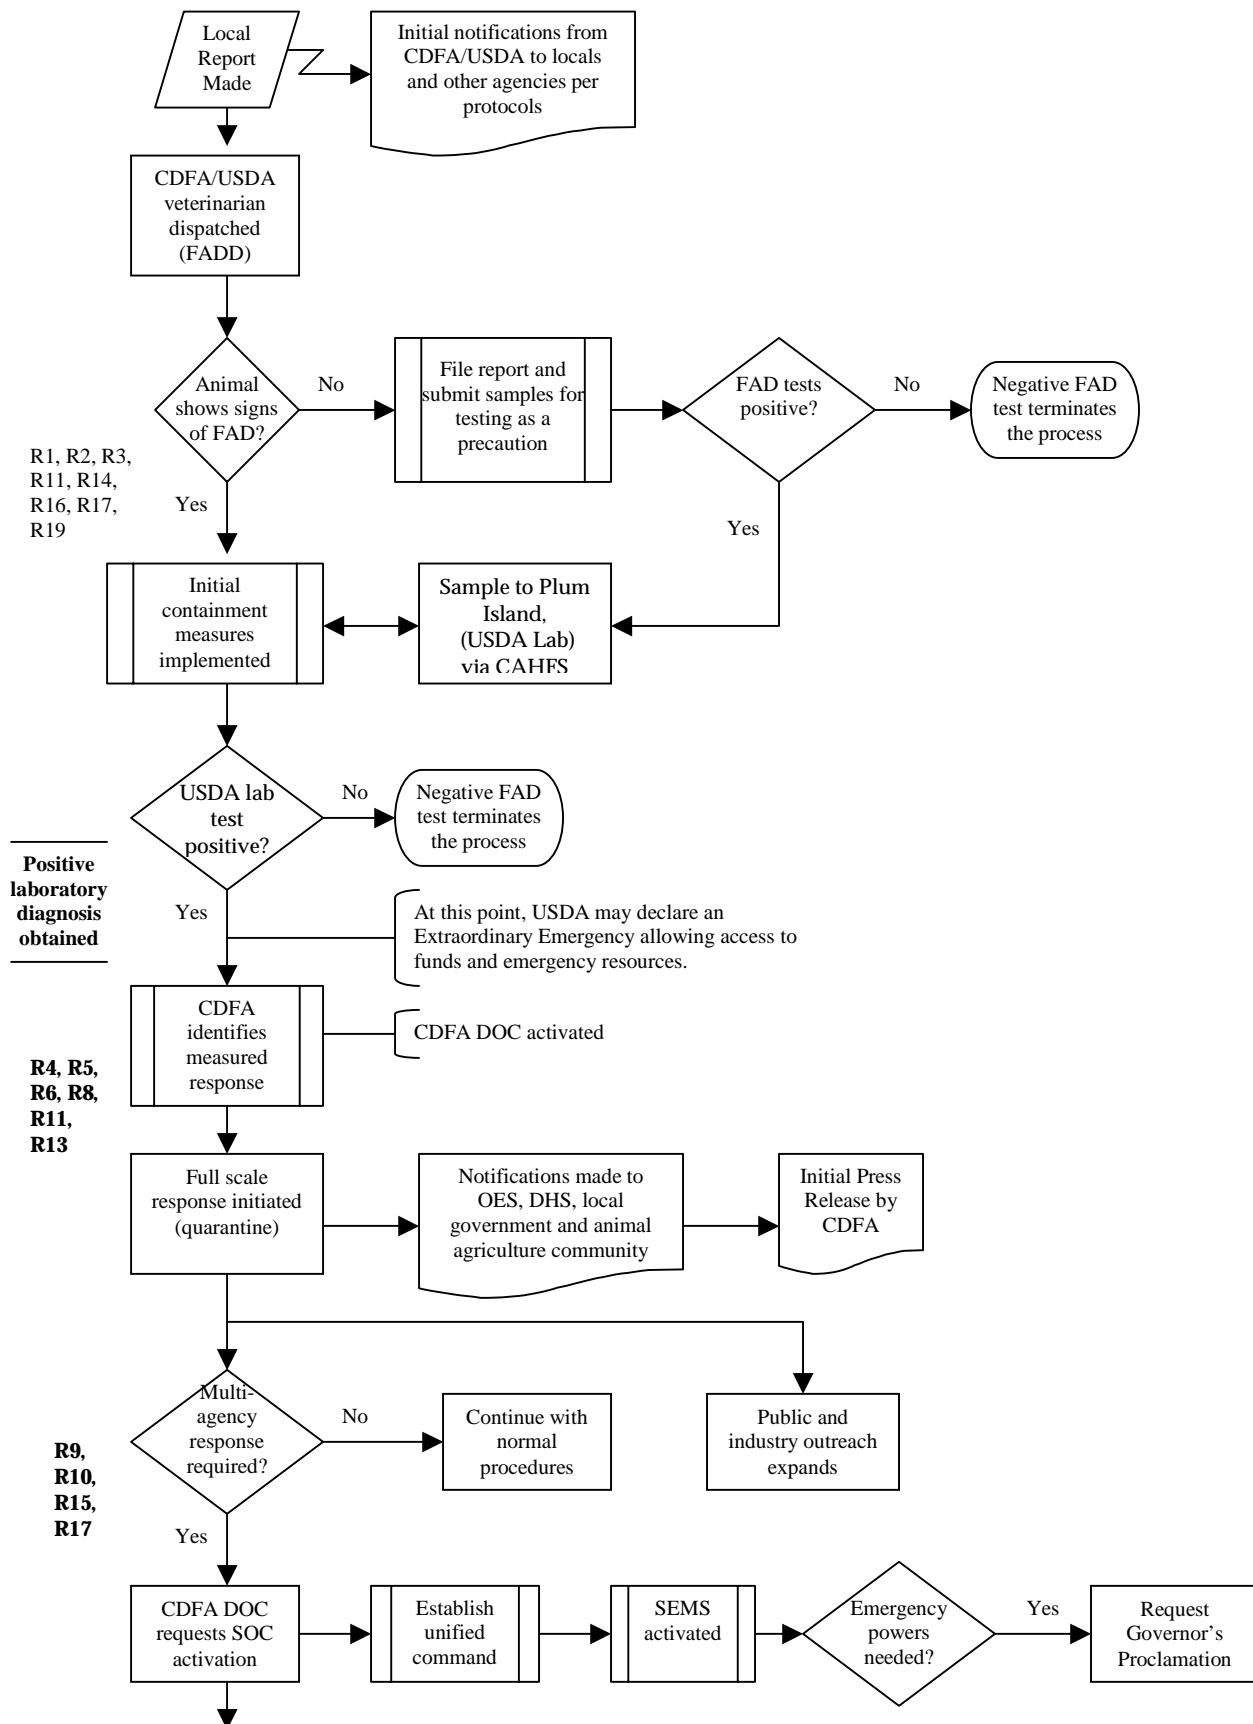 Local
Report
Made
Initial notifications from
CDFA/USDA to locals
and other agencies per
protocols
CDFA/USDA
veterinarian
dispatched
(FADD)
Animal
shows signs
of FAD?
No
File report and
submit samples for
testing as a
precaution
FAD tests
positive?
No
Negative FAD
test terminates
the process
R1, R2, R3,
R11, R14,
R16, R17,
R19
Yes
Yes
Initial
containment
measures
implemented
Sample to Plum
Island,
(USDA Lab)
via CAHFS
USDA lab
test
positive?
No
Negative FAD
test terminates
the process
Positive
laboratory
diagnosis
obtained
Yes
At this point, USDA may declare an
Extraordinary Emergency allowing access to
funds and emergency resources.
CDFA
identifies
measured
response
CDFA DOC activated
R4, R5,
R6, R8,
R11,
R13
Full scale
response initiated
(quarantine)
Notifications made to
OES, DHS, local
government and animal
agriculture community
Initial Press
Release by
CDFA
Multi-
agency
response
required?
No
Continue with
normal
procedures
Public and
industry outreach
expands
R9,
R10,
R15,
R17
Yes
CDFA DOC
requests SOC
activation
Establish
unified
command
SEMS
activated
Emergency
powers
needed?
Yes
Request
Governor's
Proclamation